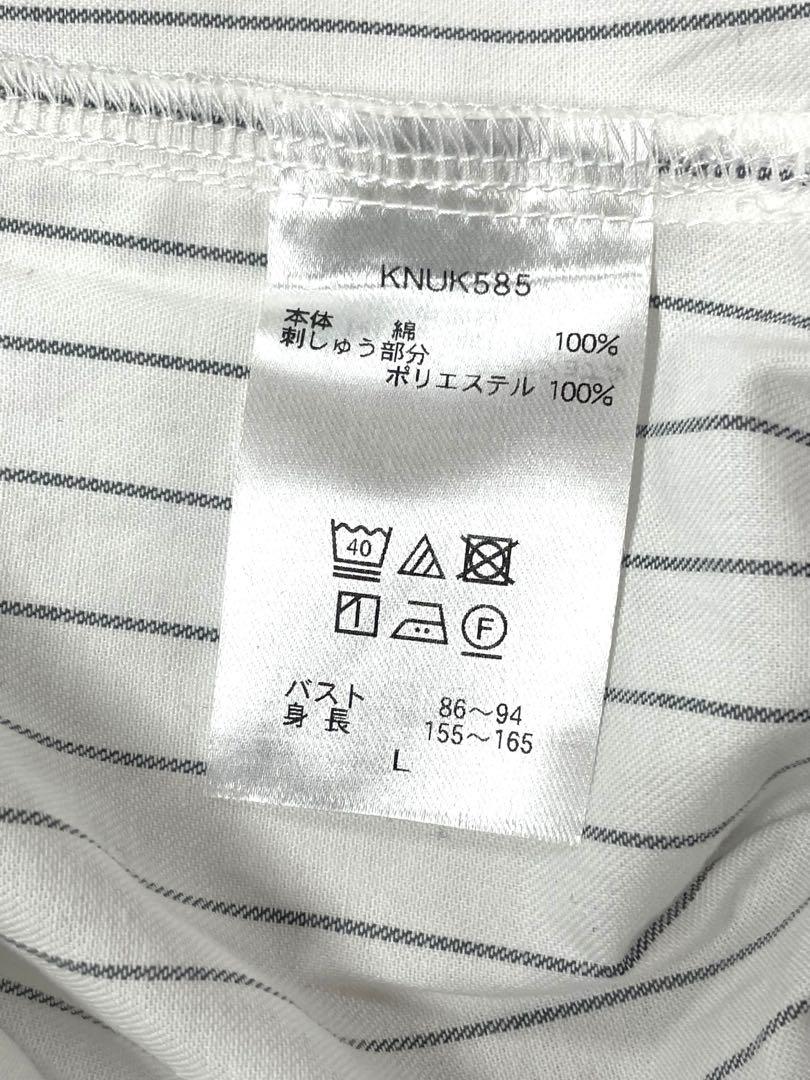 KNUK585
本体 綿 100%
刺しゅう部分
ポリエステル 100%
40
F
バスト 86～94
身長 155～165
L